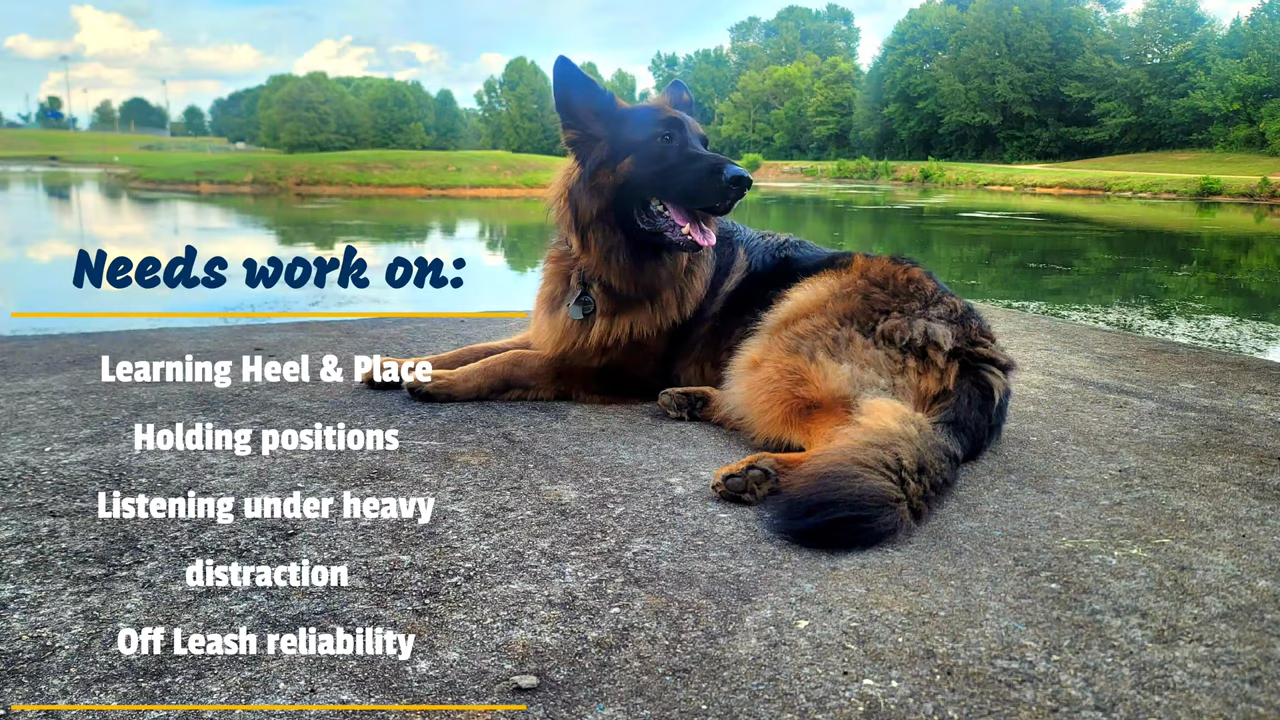 Needs work on:
Learning Heel & Place
Holding positions
Listening under heavy
distraction
Off Leash reliability